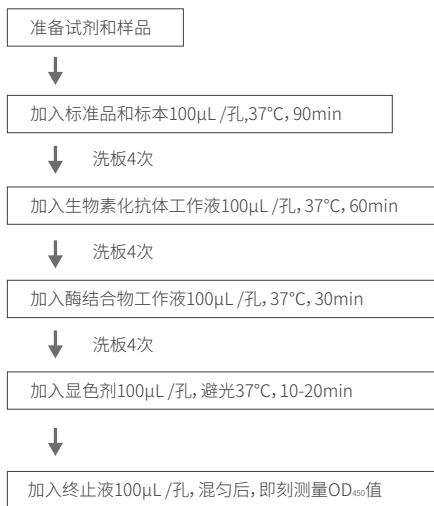 准备试剂和样品
加入标准品和标本100μL /孔,37°C，90min
洗板4次
加入生物素化抗体工作液100μL /孔，37°C，60min
洗板4次
加入酶结合物工作液100μL /孔，37°C，30min
洗板4次
加入显色剂100μL /孔，避光37°C，10-20min
加入终止液100μL /孔，混匀后，即刻测量OD₄₅₀值